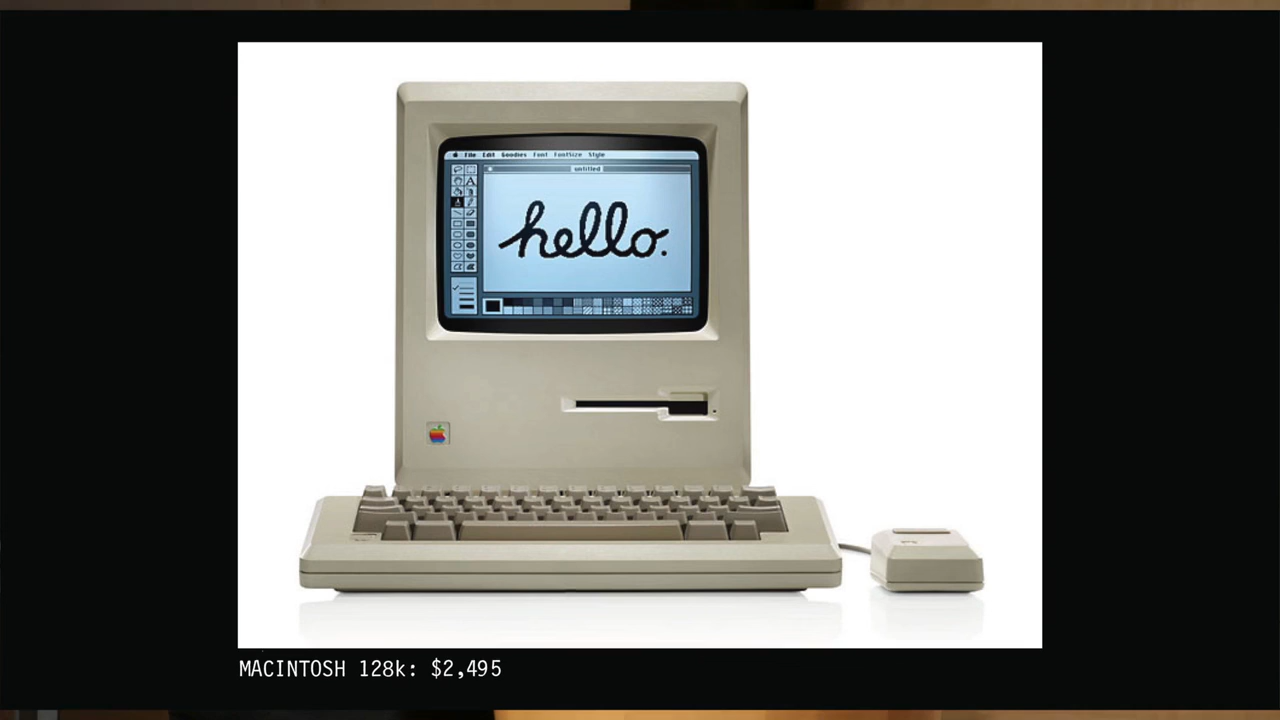 File Edit Goodies Font FontSize Style
untitled
A
hello.
MACINTOSH 128k: $2,495